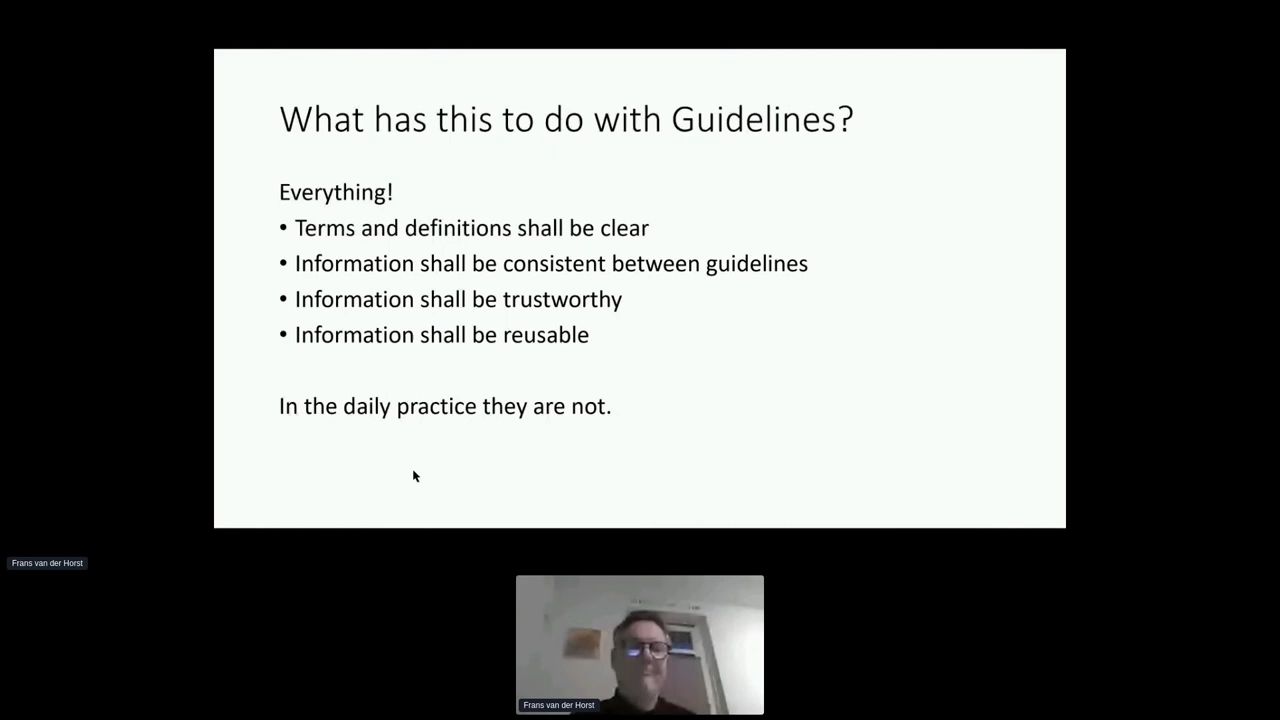 What has this to do with Guidelines?
Everything!
• Terms and definitions shall be clear
• Information shall be consistent between guidelines
• Information shall be trustworthy
• Information shall be reusable
In the daily practice they are not.
Frans van der Horst
Frans van der Horst